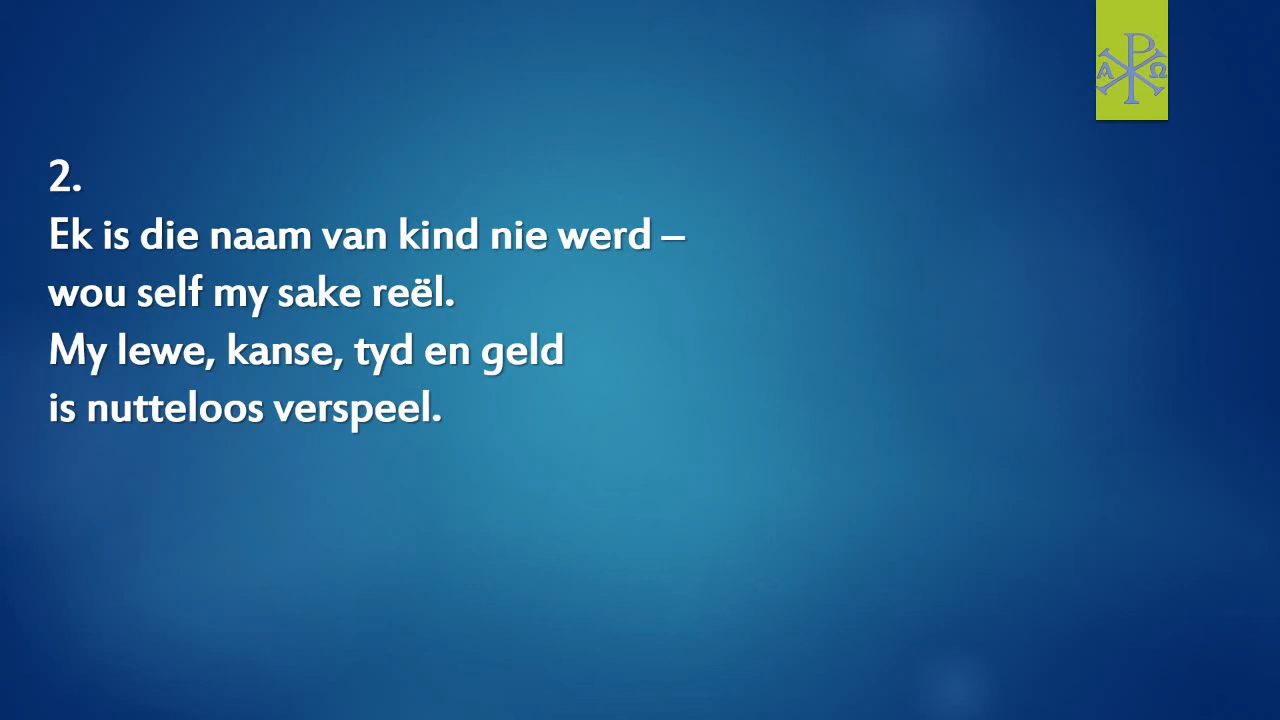 Α Ω
2.
Ek is die naam van kind nie werd –
wou self my sake reël.
My lewe, kanse, tyd en geld
is nutteloos verspeel.